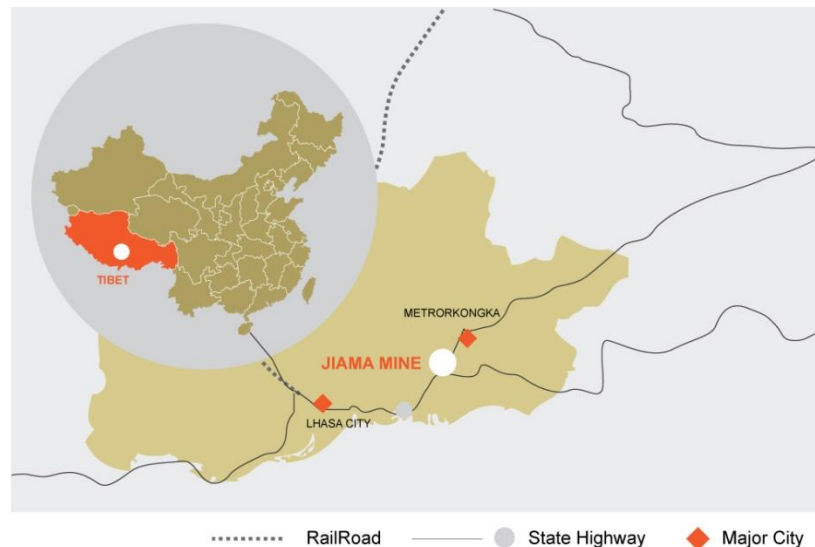 TIBET
METRORKONGKA
JIAMA MINE
LHASA CITY
RailRoad
State Highway
Major City